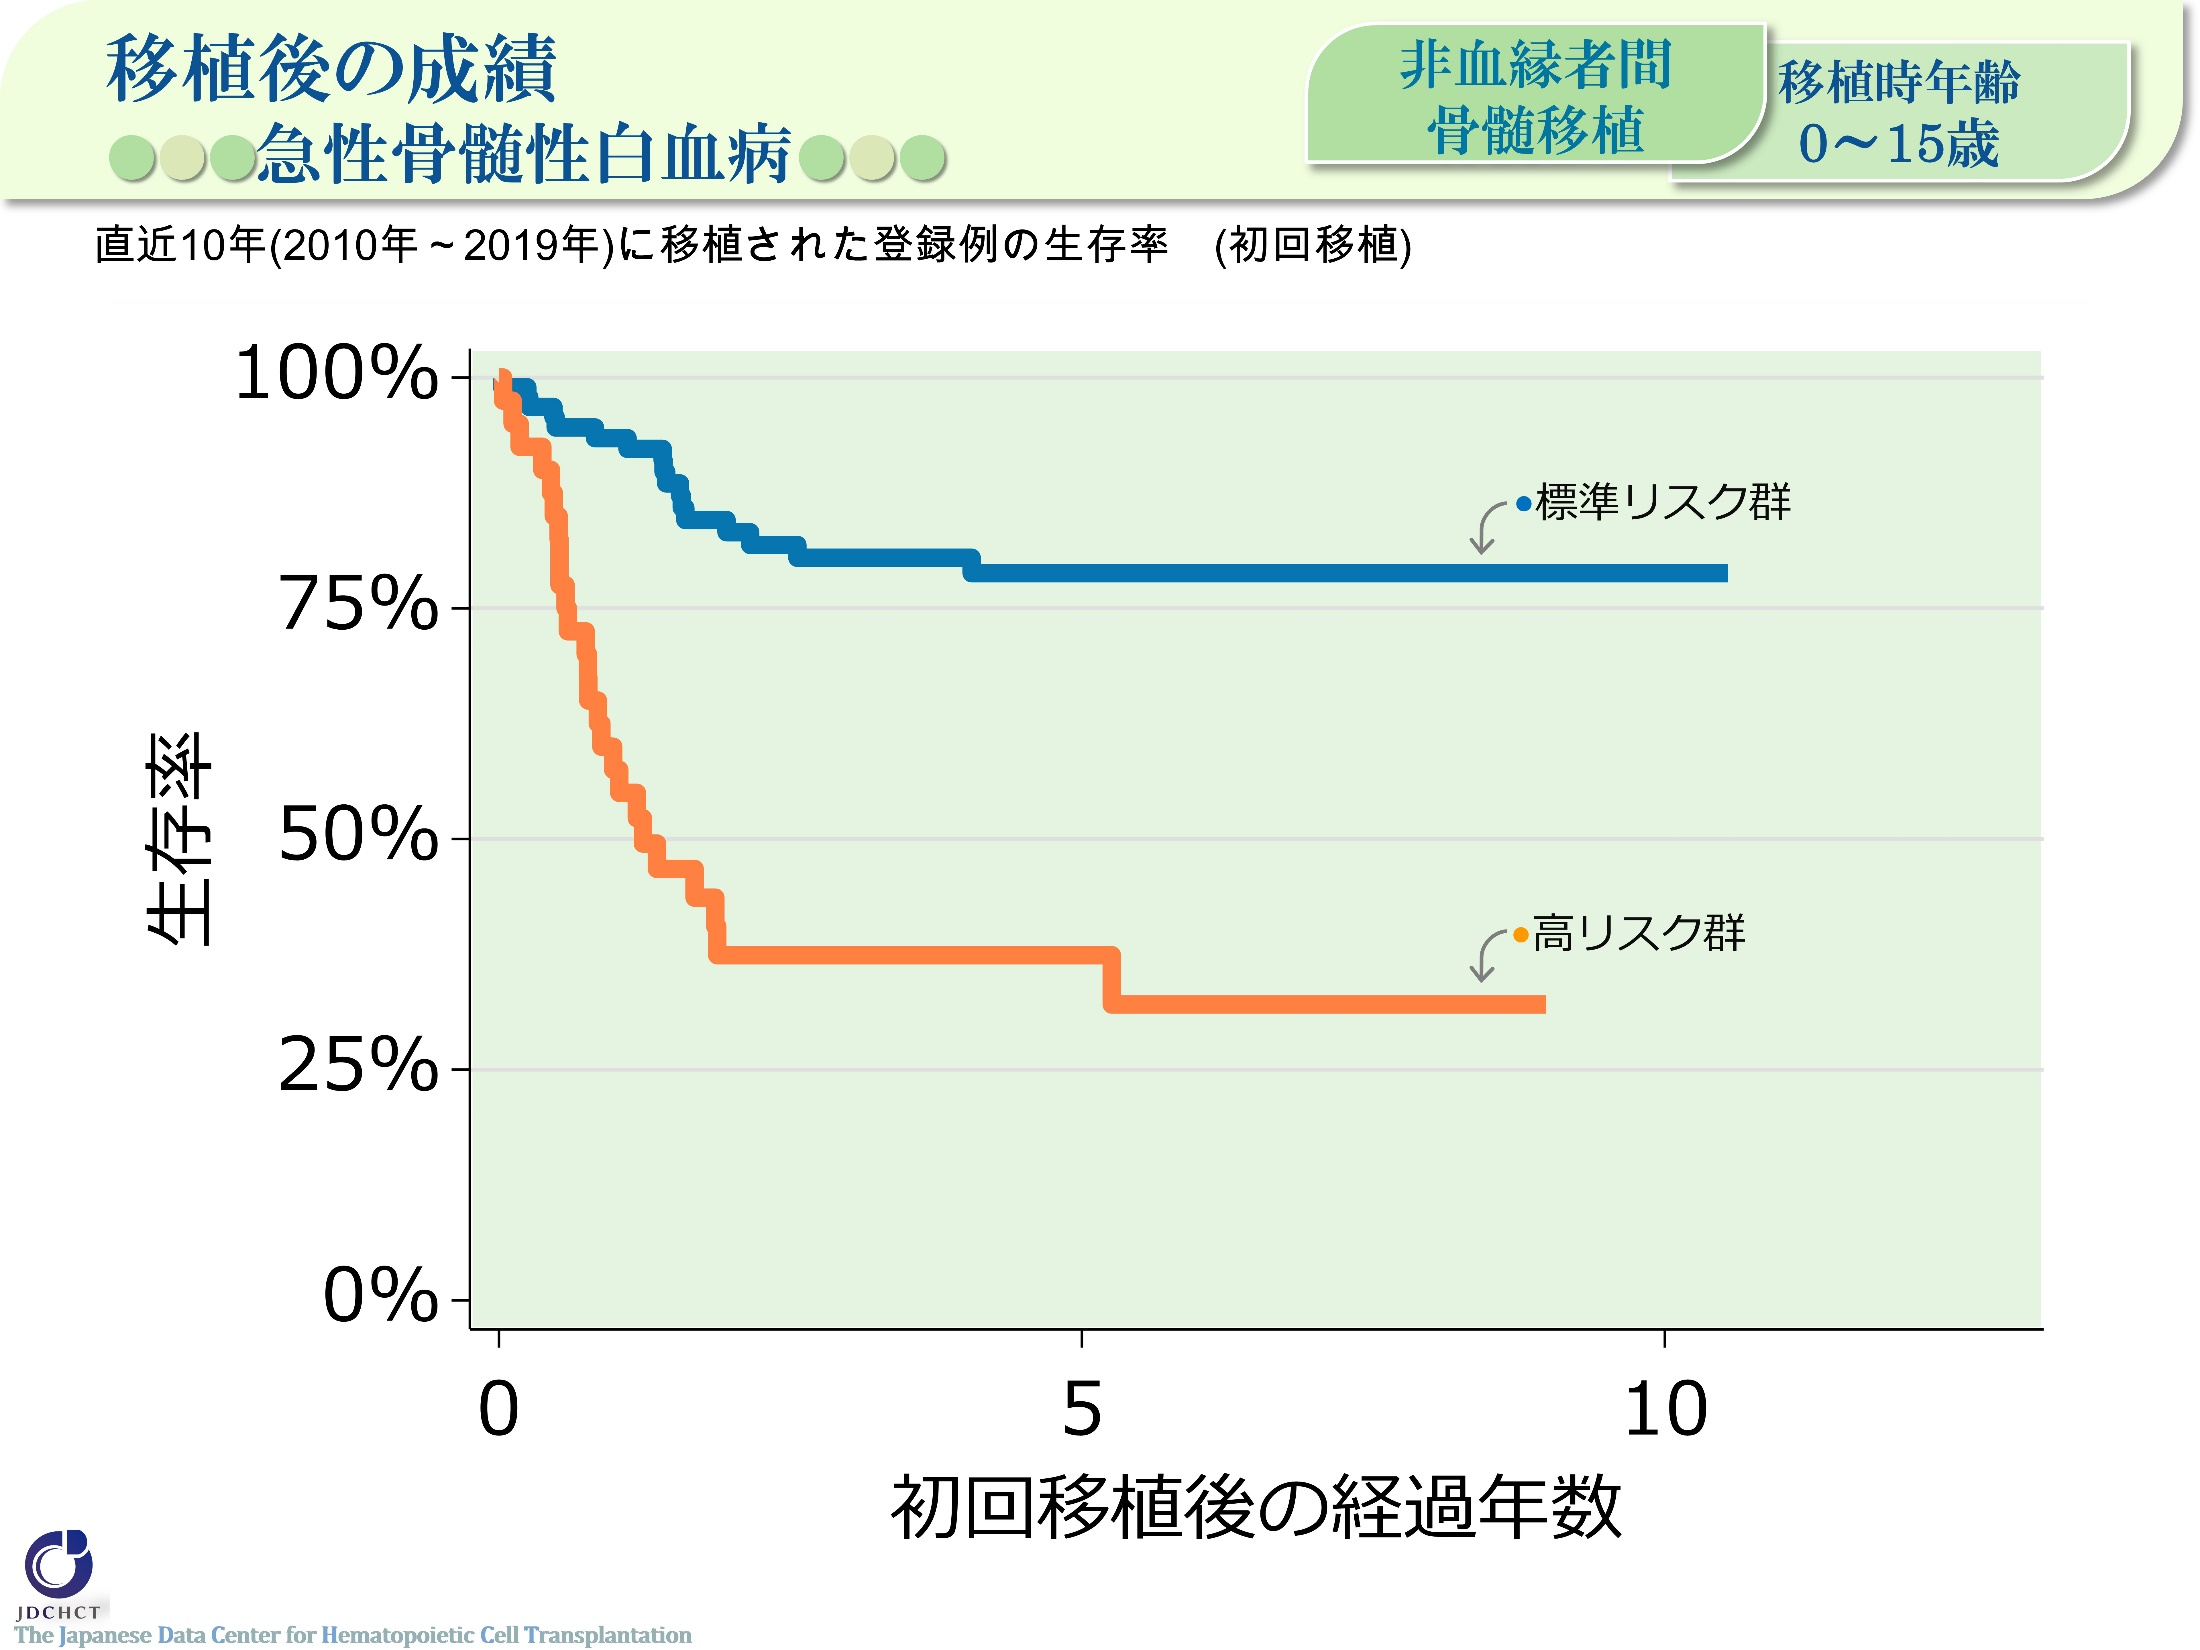 移植後の成績
急性骨髄性白血病
非血縁者間
骨髄移植
移植時年齢
0～15歳
直近10年(2010年～2019年)に移植された登録例の生存率　(初回移植)
100%
75%
50%
25%
0%
生存率
•標準リスク群
•高リスク群
0 5 10
初回移植後の経過年数
JDCHCT
The Japanese Data Center for Hematopoietic Cell Transplantation